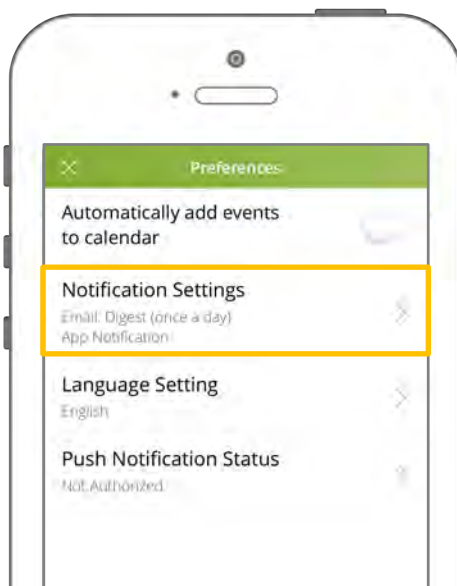 Preferences
Automatically add events
to calendar
Notification Settings
Email: Digest (once a day)
App Notification
Language Setting
English
Push Notification Status
Not Authorized